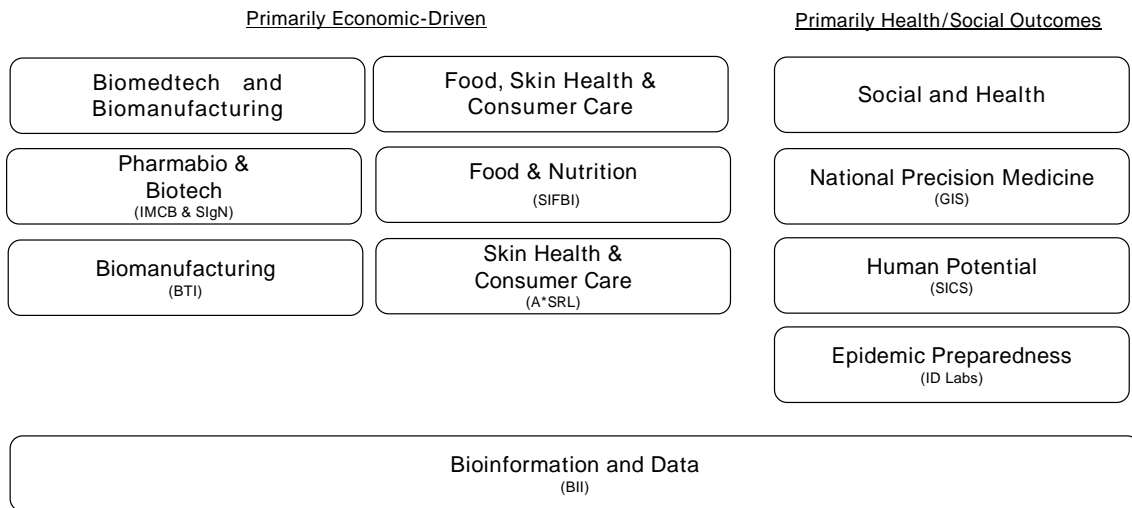 Primarily Economic-Driven
Primarily Health/Social Outcomes
Biomedtech and
Biomanufacturing
Food, Skin Health &
Consumer Care
Social and Health
Pharmabio &
Biotech
(IMCB & SIgN)
Food & Nutrition
(SIFBI)
National Precision Medicine
(GIS)
Biomanufacturing
(BTI)
Skin Health &
Consumer Care
(A*SRL)
Human Potential
(SICS)
Epidemic Preparedness
(ID Labs)
Bioinformation and Data
(BII)